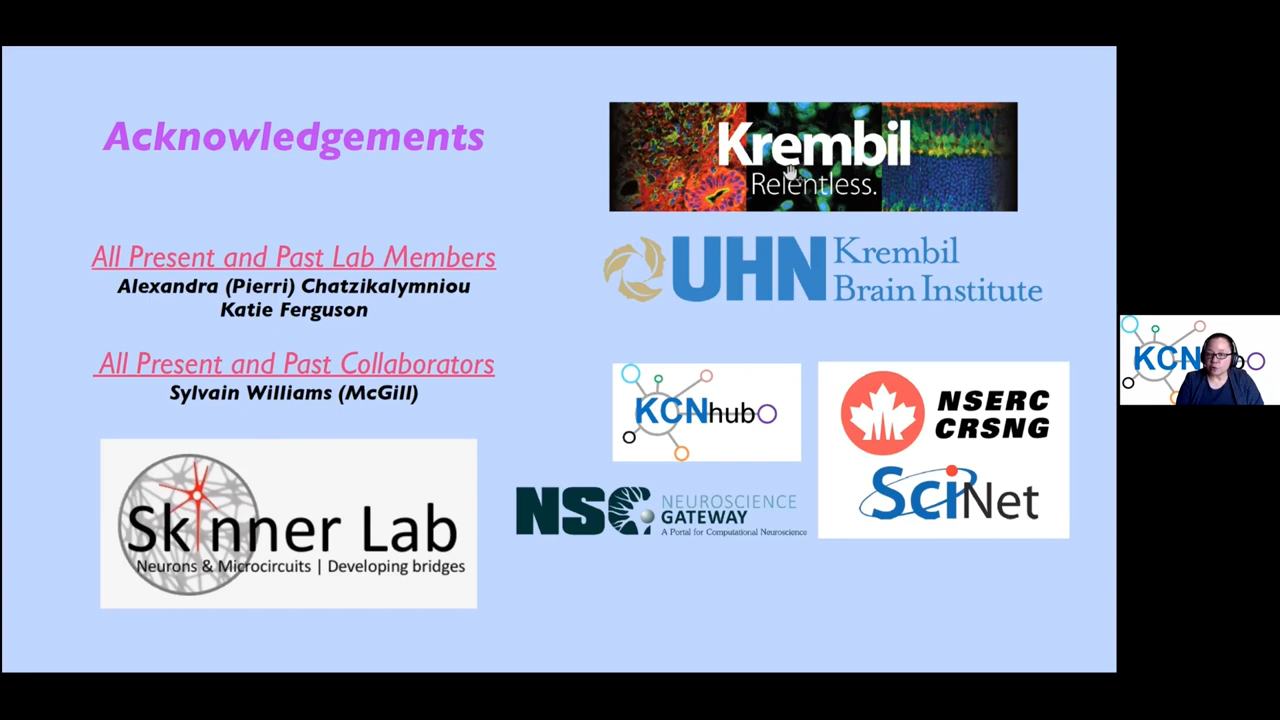 Acknowledgements
All Present and Past Lab Members
Alexandra (Pierri) Chatzikalymniou
Katie Ferguson
All Present and Past Collaborators
Sylvain Williams (McGill)
Skinner Lab
Neurons & Microcircuits | Developing bridges
Krembil
Relentless.
UHN Krembil
Brain Institute
KCNhub
NSERC
CRSNG
SciNet
NSG NEUROSCIENCE
GATEWAY
A Portal for Computational Neuroscience
KCN